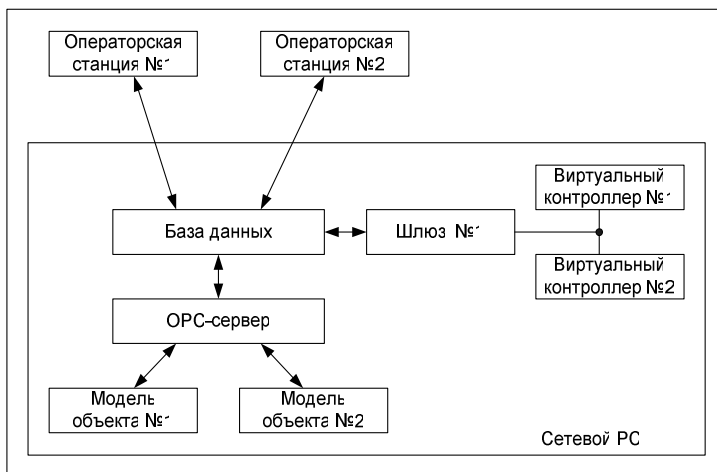 Операторская
станция №1
Операторская
станция №2
Виртуальный
контроллер №1
База данных
Шлюз №1
Виртуальный
контроллер №2
OPC-сервер
Модель
объекта №1
Модель
объекта №2
Сетевой PC